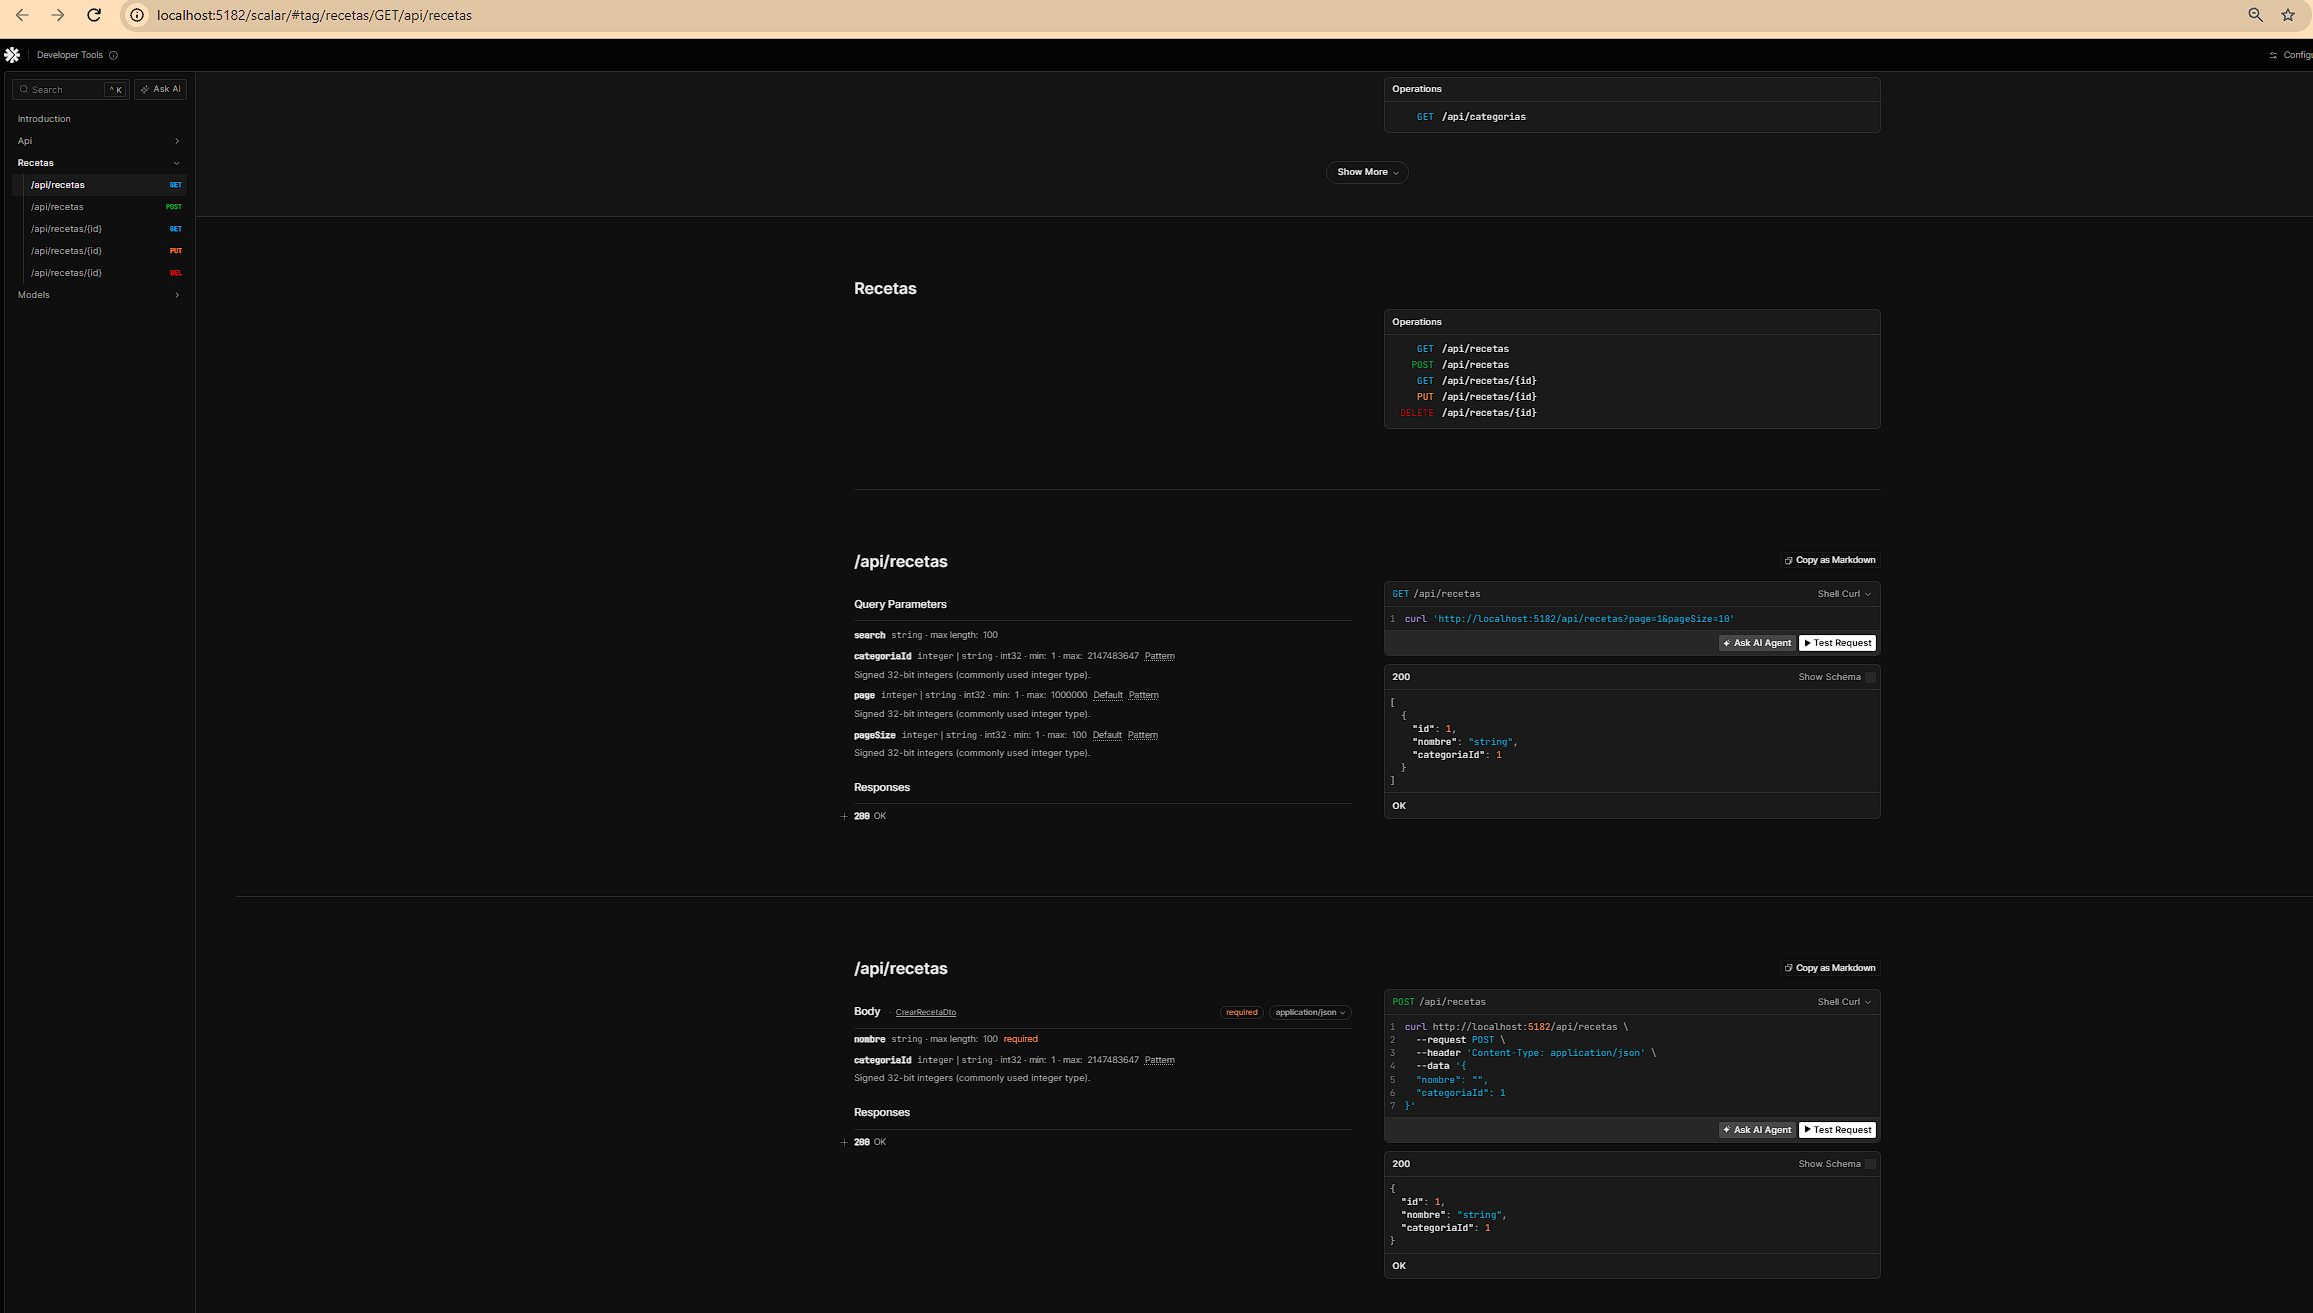 localhost:5182/scalar/#tag/recetas/GET/api/recetas
Developer Tools
Configu
Search
^ K
Ask AI
Introduction
Api
Recetas
/api/recetas GET
/api/recetas POST
/api/recetas/{id} GET
/api/recetas/{id} PUT
/api/recetas/{id} DEL
Models
Operations
GET /api/categorias
Show More
Recetas
Operations
GET /api/recetas
POST /api/recetas
GET /api/recetas/{id}
PUT /api/recetas/{id}
DELETE /api/recetas/{id}
/api/recetas
Copy as Markdown
Query Parameters
search string · max length: 100
categoriaId integer | string · int32 · min: 1 · max: 2147483647 Pattern
Signed 32-bit integers (commonly used integer type).
page integer | string · int32 · min: 1 · max: 1000000 Default Pattern
Signed 32-bit integers (commonly used integer type).
pageSize integer | string · int32 · min: 1 · max: 100 Default Pattern
Signed 32-bit integers (commonly used integer type).
Responses
200 OK
GET /api/recetas Shell Curl
1 curl 'http://localhost:5182/api/recetas?page=1&pageSize=10'
Ask AI Agent Test Request
200 Show Schema
[
{
"id": 1,
"nombre": "string",
"categoriaId": 1
}
]
OK
/api/recetas
Copy as Markdown
Body · CrearRecetaDto required application/json
nombre string · max length: 100 required
categoriaId integer | string · int32 · min: 1 · max: 2147483647 Pattern
Signed 32-bit integers (commonly used integer type).
Responses
200 OK
POST /api/recetas Shell Curl
1 curl http://localhost:5182/api/recetas \
2 --request POST \
3 --header 'Content-Type: application/json' \
4 --data '{
5 "nombre": "",
6 "categoriaId": 1
7 }'
Ask AI Agent Test Request
200 Show Schema
{
"id": 1,
"nombre": "string",
"categoriaId": 1
}
OK